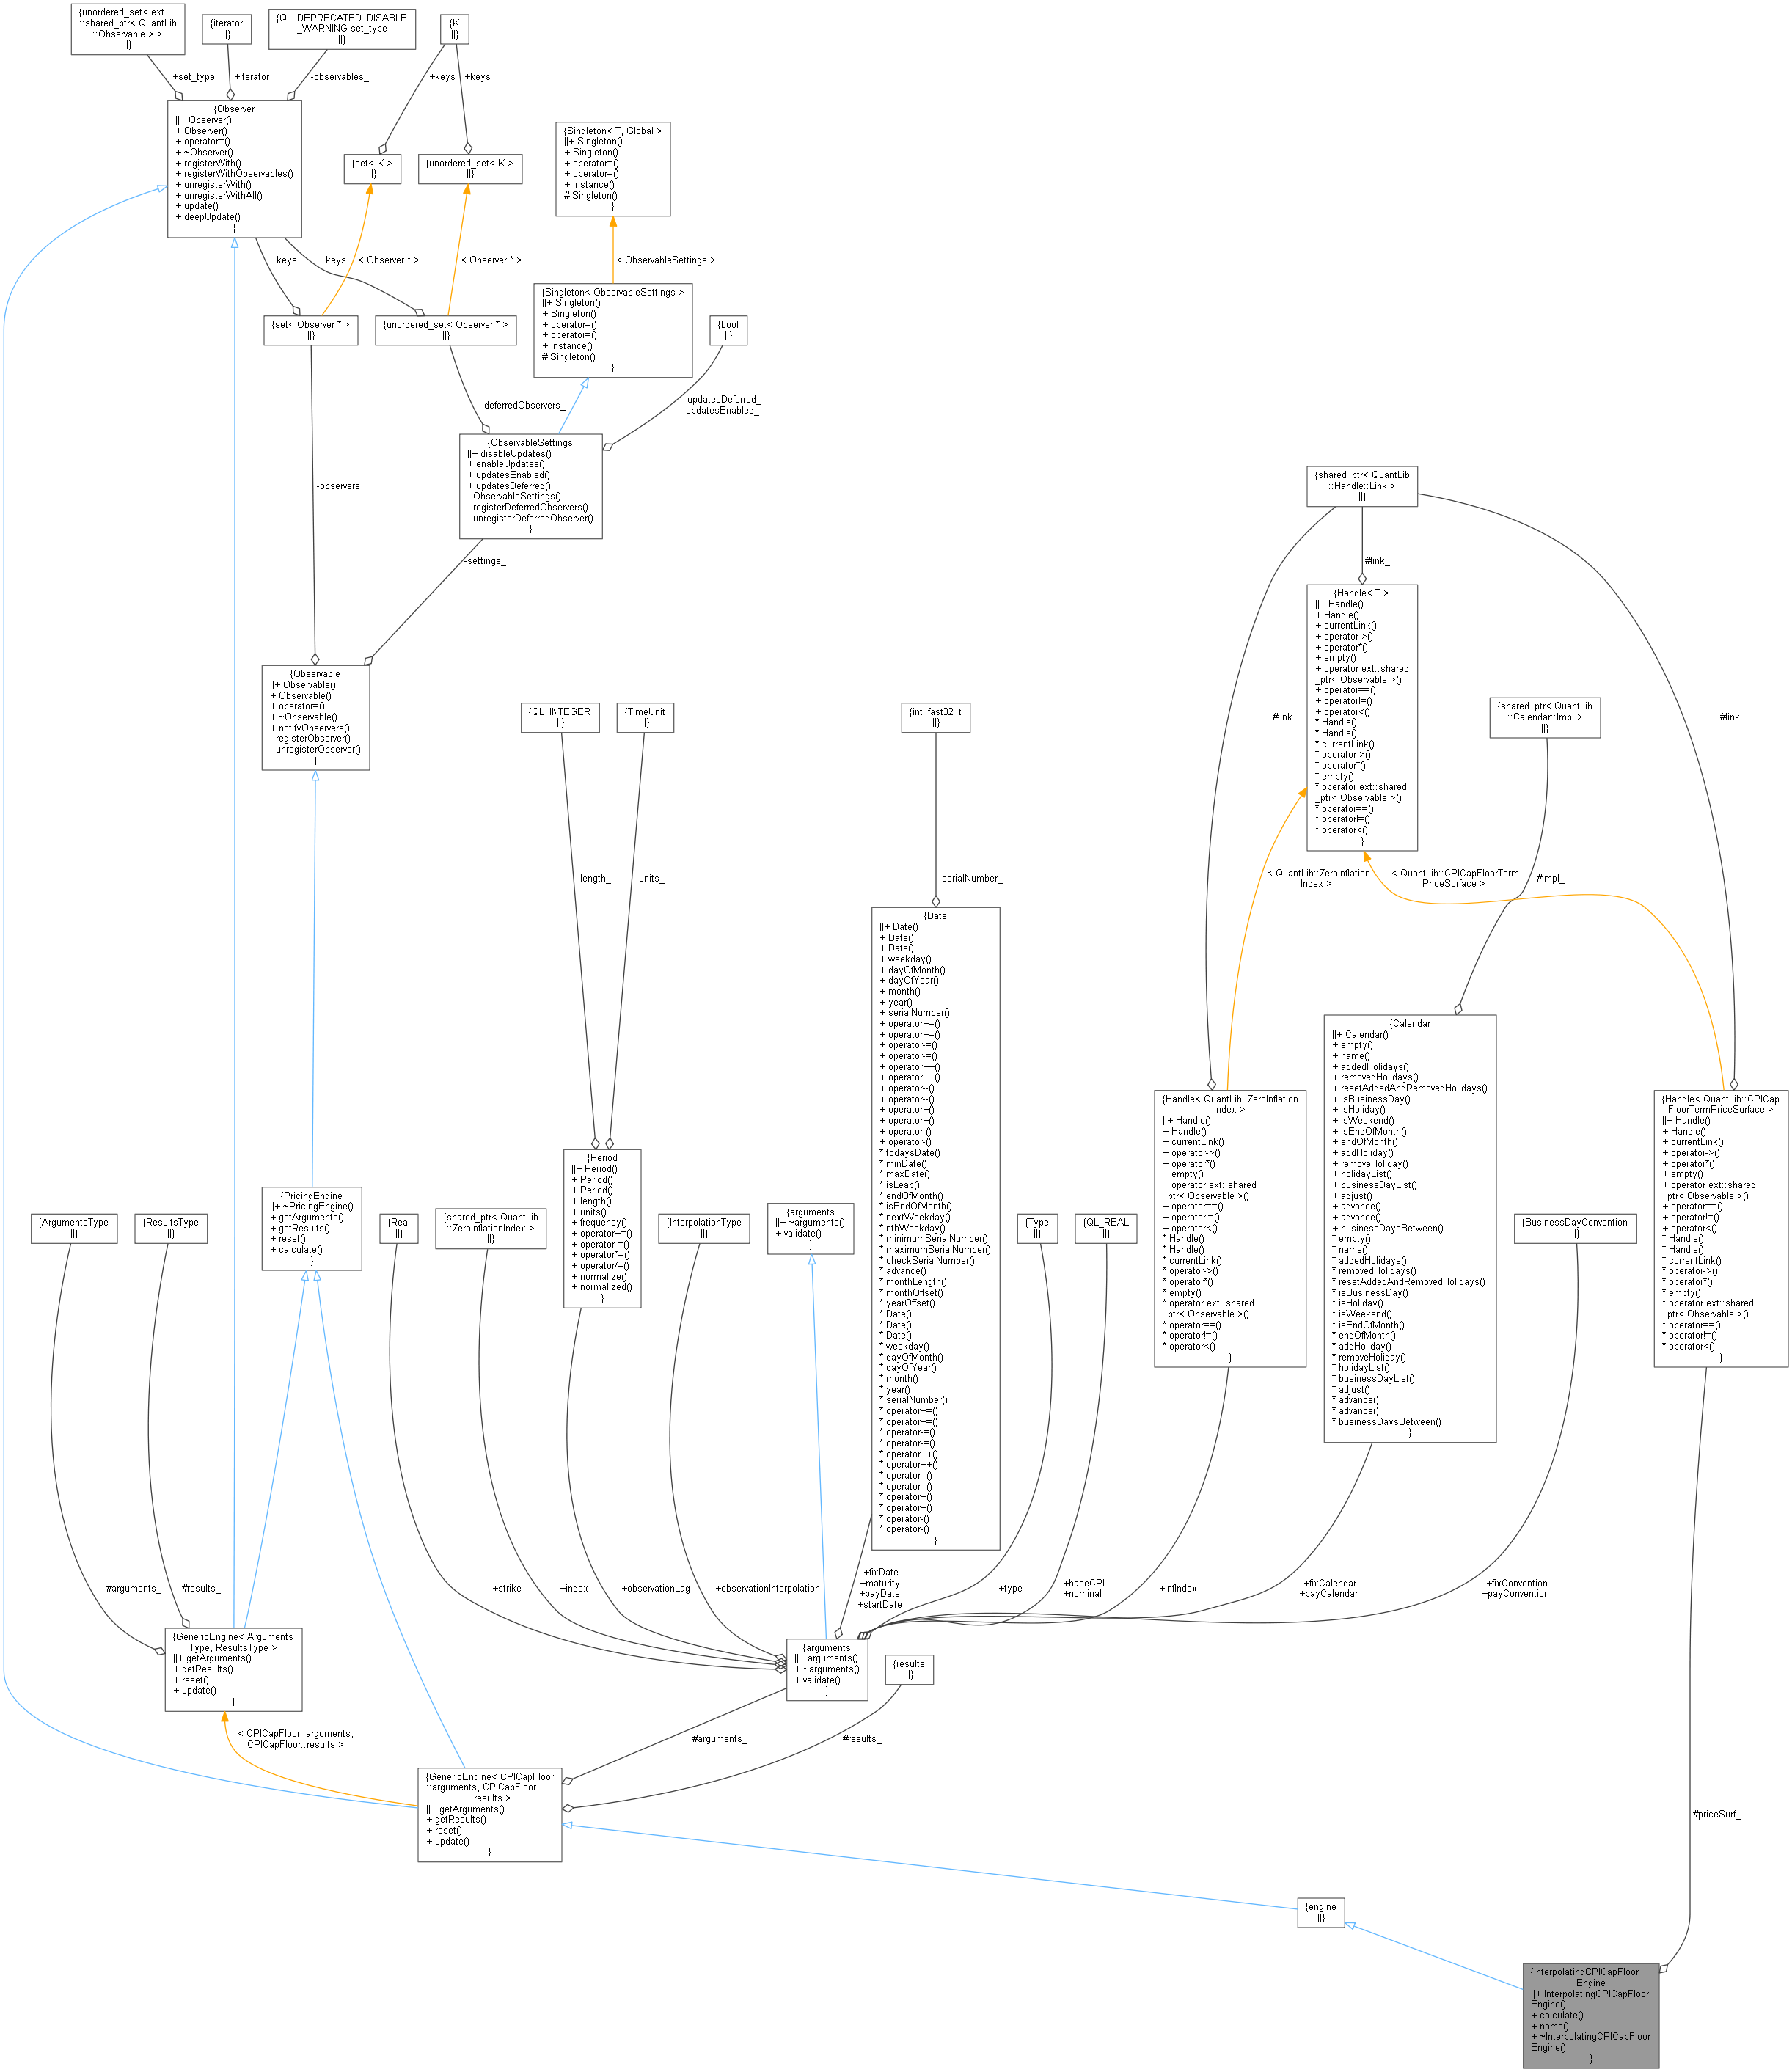 {unordered_set< ext
::shared_ptr< QuantLib
::Observable > >
||}
{iterator
||}
{QL_DEPRECATED_DISABLE
_WARNING set_type
||}
{K
||}
+set_type
+iterator
-observables_
+keys
+keys
{Observer
||+ Observer()
+ Observer()
+ operator=()
+ ~Observer()
+ registerWith()
+ registerWithObservables()
+ unregisterWith()
+ unregisterWithAll()
+ update()
+ deepUpdate()
}
{set< K >
||}
{unordered_set< K >
||}
{Singleton< T, Global >
||+ Singleton()
+ Singleton()
+ operator=()
+ operator=()
+ instance()
# Singleton()
}
+keys
+keys
< Observer * >
< Observer * >
< ObservableSettings >
{set< Observer * >
||}
{unordered_set< Observer * >
||}
{Singleton< ObservableSettings >
||+ Singleton()
+ Singleton()
+ operator=()
+ operator=()
+ instance()
# Singleton()
}
{bool
||}
-deferredObservers_
-updatesDeferred_
-updatesEnabled_
{ObservableSettings
||+ disableUpdates()
+ enableUpdates()
+ updatesEnabled()
+ updatesDeferred()
- ObservableSettings()
- registerDeferredObservers()
- unregisterDeferredObserver()
}
-observers_
-settings_
{shared_ptr< QuantLib
::Handle::Link >
||}
#link_
{Handle< T >
||+ Handle()
+ Handle()
+ currentLink()
+ operator->()
+ operator*()
+ empty()
+ operator ext::shared
_ptr< Observable >()
+ operator==()
+ operator!=()
+ operator<()
* Handle()
* Handle()
* currentLink()
* operator->()
* operator*()
* empty()
* operator ext::shared
_ptr< Observable >()
* operator==()
* operator!=()
* operator<()
}
{Observable
||+ Observable()
+ Observable()
+ operator=()
+ ~Observable()
+ notifyObservers()
- registerObserver()
- unregisterObserver()
}
{QL_INTEGER
||}
{TimeUnit
||}
{int_fast32_t
||}
{shared_ptr< QuantLib
::Calendar::Impl >
||}
#link_
#link_
-length_
-units_
-serialNumber_
< QuantLib::ZeroInflation
Index >
< QuantLib::CPICapFloorTerm
PriceSurface >
#impl_
{Date
||+ Date()
+ Date()
+ Date()
+ weekday()
+ dayOfMonth()
+ dayOfYear()
+ month()
+ year()
+ serialNumber()
+ operator+=()
+ operator+=()
+ operator-=()
+ operator-=()
+ operator++()
+ operator++()
+ operator--()
+ operator--()
+ operator+()
+ operator+()
+ operator-()
+ operator-()
* todaysDate()
* minDate()
* maxDate()
* isLeap()
* endOfMonth()
* isEndOfMonth()
* nextWeekday()
* nthWeekday()
* minimumSerialNumber()
* maximumSerialNumber()
* checkSerialNumber()
* advance()
* monthLength()
* monthOffset()
* yearOffset()
* Date()
* Date()
* Date()
* weekday()
* dayOfMonth()
* dayOfYear()
* month()
* year()
* serialNumber()
* operator+=()
* operator+=()
* operator-=()
* operator-=()
* operator++()
* operator++()
* operator--()
* operator--()
* operator+()
* operator+()
* operator-()
* operator-()
}
{Handle< QuantLib::ZeroInflation
Index >
||+ Handle()
+ Handle()
+ currentLink()
+ operator->()
+ operator*()
+ empty()
+ operator ext::shared
_ptr< Observable >()
+ operator==()
+ operator!=()
+ operator<()
* Handle()
* Handle()
* currentLink()
* operator->()
* operator*()
* empty()
* operator ext::shared
_ptr< Observable >()
* operator==()
* operator!=()
* operator<()
}
{Calendar
||+ Calendar()
+ empty()
+ name()
+ addedHolidays()
+ removedHolidays()
+ resetAddedAndRemovedHolidays()
+ isBusinessDay()
+ isHoliday()
+ isWeekend()
+ isEndOfMonth()
+ endOfMonth()
+ addHoliday()
+ removeHoliday()
+ holidayList()
+ businessDayList()
+ adjust()
+ advance()
+ advance()
+ businessDaysBetween()
* empty()
* name()
* addedHolidays()
* removedHolidays()
* resetAddedAndRemovedHolidays()
* isBusinessDay()
* isHoliday()
* isWeekend()
* isEndOfMonth()
* endOfMonth()
* addHoliday()
* removeHoliday()
* holidayList()
* businessDayList()
* adjust()
* advance()
* advance()
* businessDaysBetween()
}
{Handle< QuantLib::CPICap
FloorTermPriceSurface >
||+ Handle()
+ Handle()
+ currentLink()
+ operator->()
+ operator*()
+ empty()
+ operator ext::shared
_ptr< Observable >()
+ operator==()
+ operator!=()
+ operator<()
* Handle()
* Handle()
* currentLink()
* operator->()
* operator*()
* empty()
* operator ext::shared
_ptr< Observable >()
* operator==()
* operator!=()
* operator<()
}
{Period
||+ Period()
+ Period()
+ Period()
+ length()
+ units()
+ frequency()
+ operator+=()
+ operator-=()
+ operator*=()
+ operator/=()
+ normalize()
+ normalized()
}
{PricingEngine
||+ ~PricingEngine()
+ getArguments()
+ getResults()
+ reset()
+ calculate()
}
{ArgumentsType
||}
{ResultsType
||}
{Real
||}
{shared_ptr< QuantLib
::ZeroInflationIndex >
||}
{InterpolationType
||}
{arguments
||+ ~arguments()
+ validate()
}
{Type
||}
{QL_REAL
||}
{BusinessDayConvention
||}
#arguments_
#results_
+strike
+index
+observationLag
+observationInterpolation
+fixDate
+maturity
+payDate
+startDate
+type
+baseCPI
+nominal
+infIndex
+fixCalendar
+payCalendar
+fixConvention
+payConvention
{GenericEngine< Arguments
Type, ResultsType >
||+ getArguments()
+ getResults()
+ reset()
+ update()
}
{arguments
||+ arguments()
+ ~arguments()
+ validate()
}
{results
||}
< CPICapFloor::arguments,
CPICapFloor::results >
#arguments_
#results_
{GenericEngine< CPICapFloor
::arguments, CPICapFloor
::results >
||+ getArguments()
+ getResults()
+ reset()
+ update()
}
#priceSurf_
{engine
||}
{InterpolatingCPICapFloor
Engine
||+ InterpolatingCPICapFloor
Engine()
+ calculate()
+ name()
+ ~InterpolatingCPICapFloor
Engine()
}